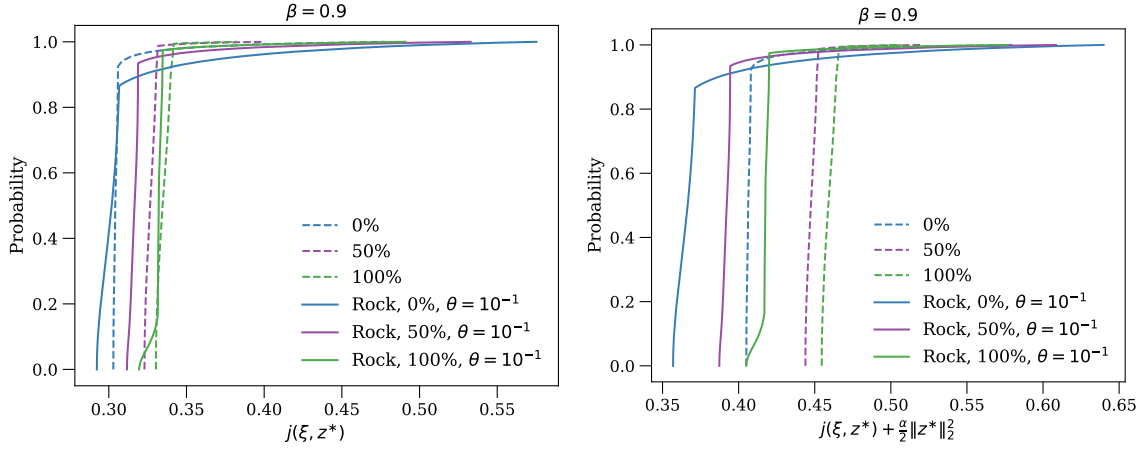 β = 0.9
Probability
1.0
0.8
0.6
0.4
0.2
0.0
0%
50%
100%
Rock, 0%, θ = 10⁻¹
Rock, 50%, θ = 10⁻¹
Rock, 100%, θ = 10⁻¹
0.30 0.35 0.40 0.45 0.50 0.55
j(ξ, z*)
β = 0.9
Probability
1.0
0.8
0.6
0.4
0.2
0.0
0%
50%
100%
Rock, 0%, θ = 10⁻¹
Rock, 50%, θ = 10⁻¹
Rock, 100%, θ = 10⁻¹
0.35 0.40 0.45 0.50 0.55 0.60 0.65
j(ξ, z*) + α/2 ‖z*‖₂²